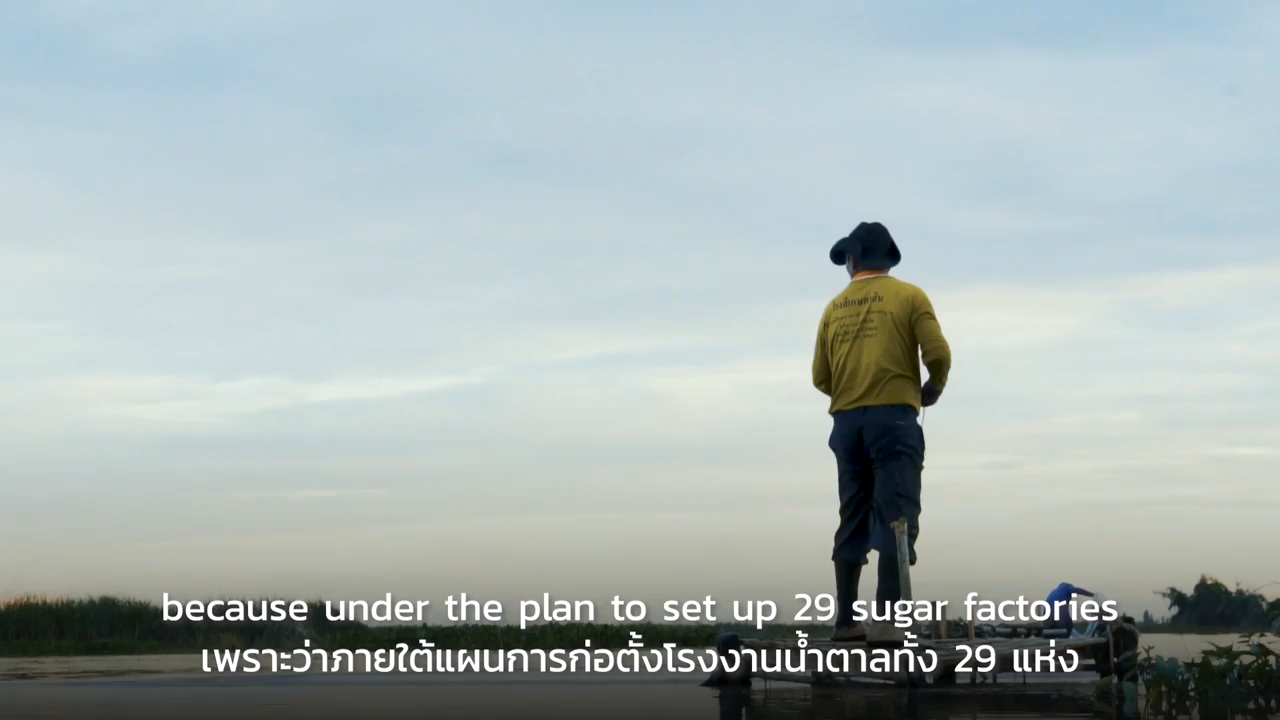 because under the plan to set up 29 sugar factories
เพราะว่าภายใต้แผนการก่อตั้งโรงงานน้ำตาลทั้ง 29 แห่ง